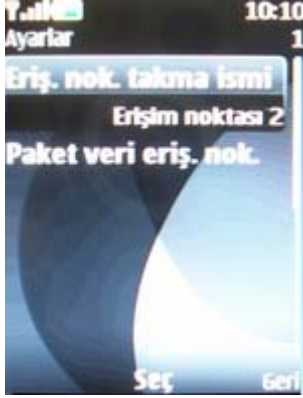 10:10
Ayarlar 1
Eriş. nok. takma ismi
Erişim noktası 2
Paket veri eriş. nok.
Seç Geri